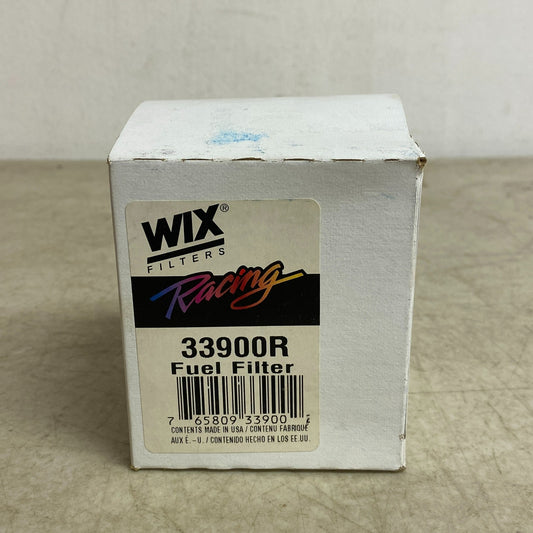 WIX®
FILTERS
Racing
33900R
Fuel Filter
7 65809 33900
CONTENTS MADE IN USA / CONTENU FABRIQUÉ
AUX É.-U. / CONTENIDO HECHO EN LOS EE.UU.